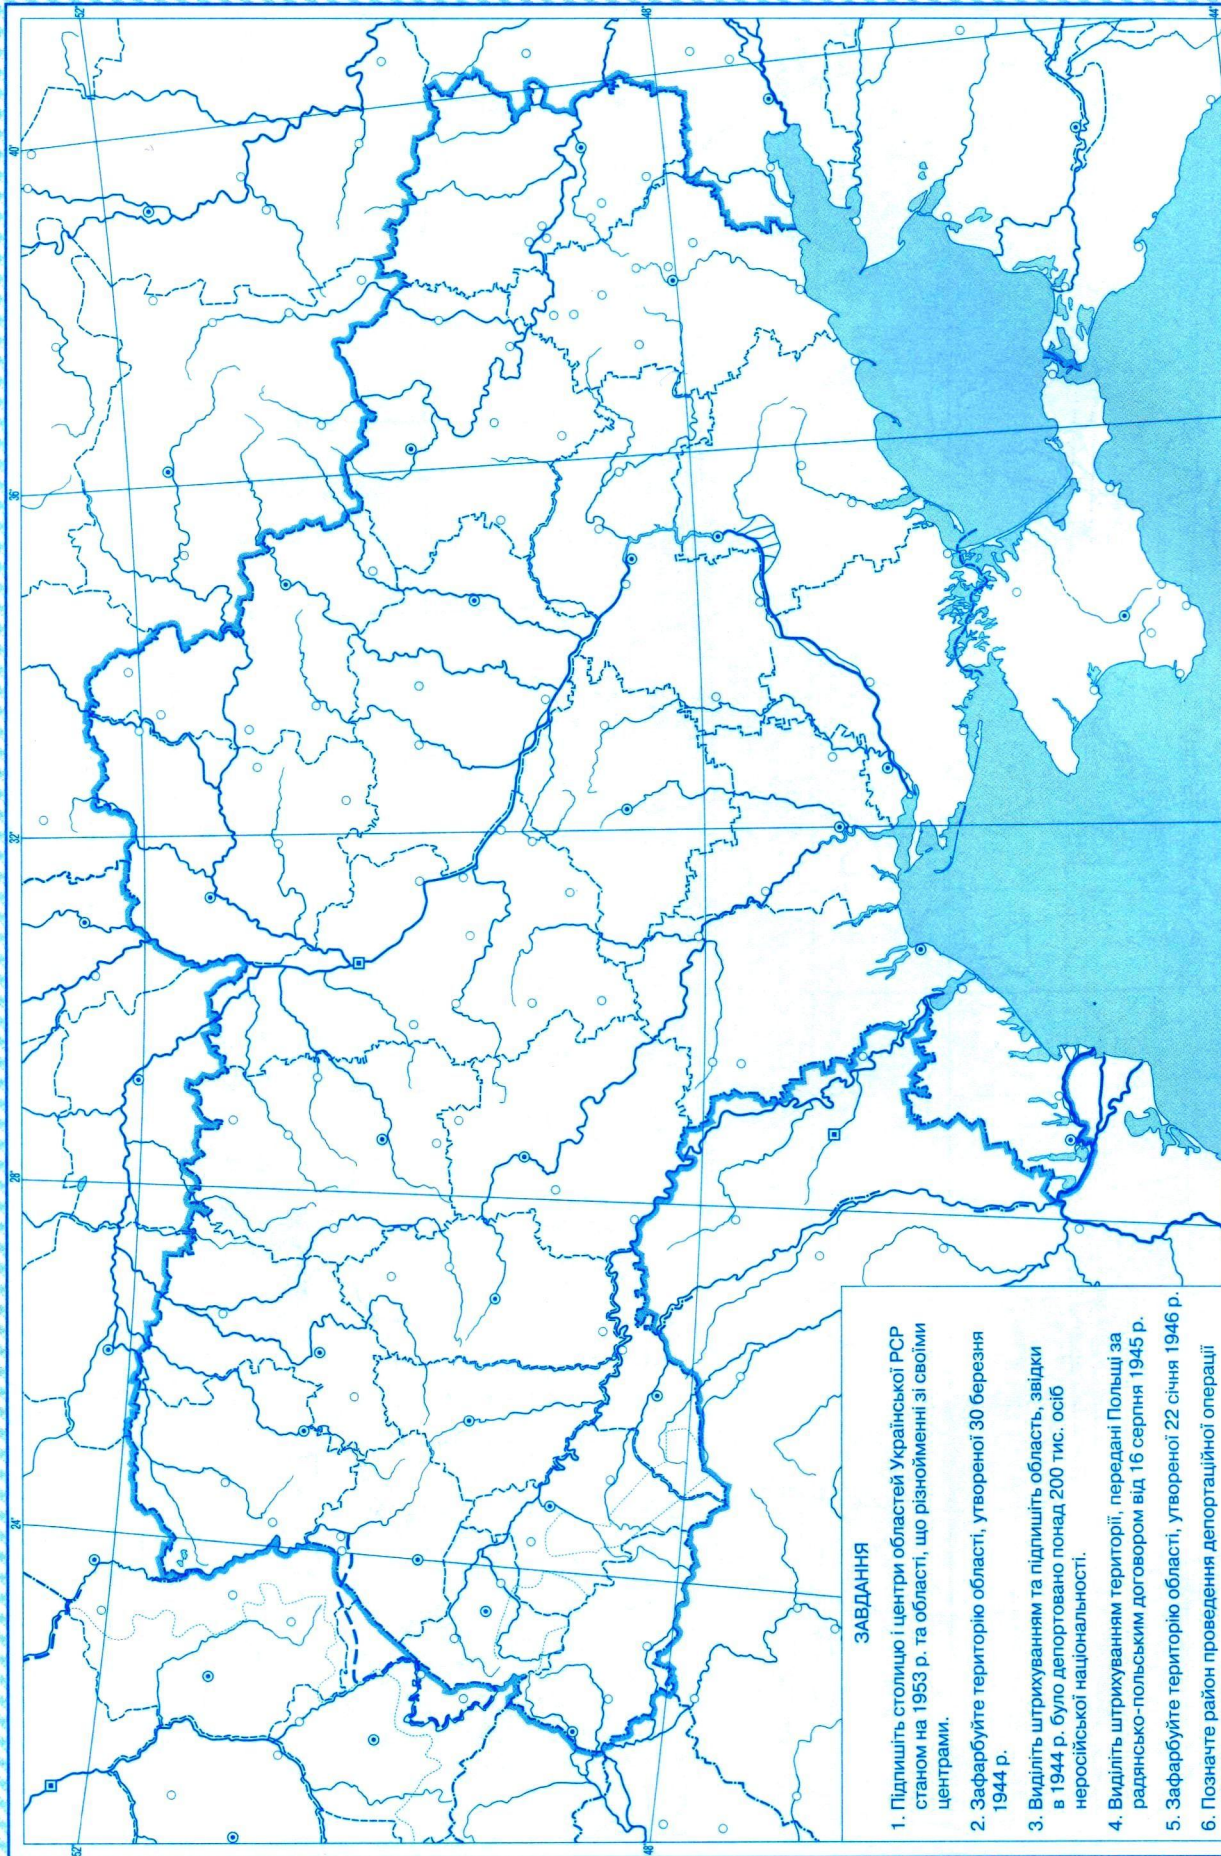 52°
48°
44°
40°
36°
32°
28°
24°
52°
48°
ЗАВДАННЯ
1. Підпишіть столицю і центри областей Української РСР
станом на 1953 р. та області, що різнойменні зі своїми
центрами.
2. Зафарбуйте територію області, утвореної 30 березня
1944 р.
3. Виділіть штрихуванням та підпишіть область, звідки
в 1944 р. було депортовано понад 200 тис. осіб
неросійської національності.
4. Виділіть штрихуванням території, передані Польщі за
радянсько-польським договором від 16 серпня 1945 р.
5. Зафарбуйте територію області, утвореної 22 січня 1946 р.
6. Позначте район проведення депортаційної операції